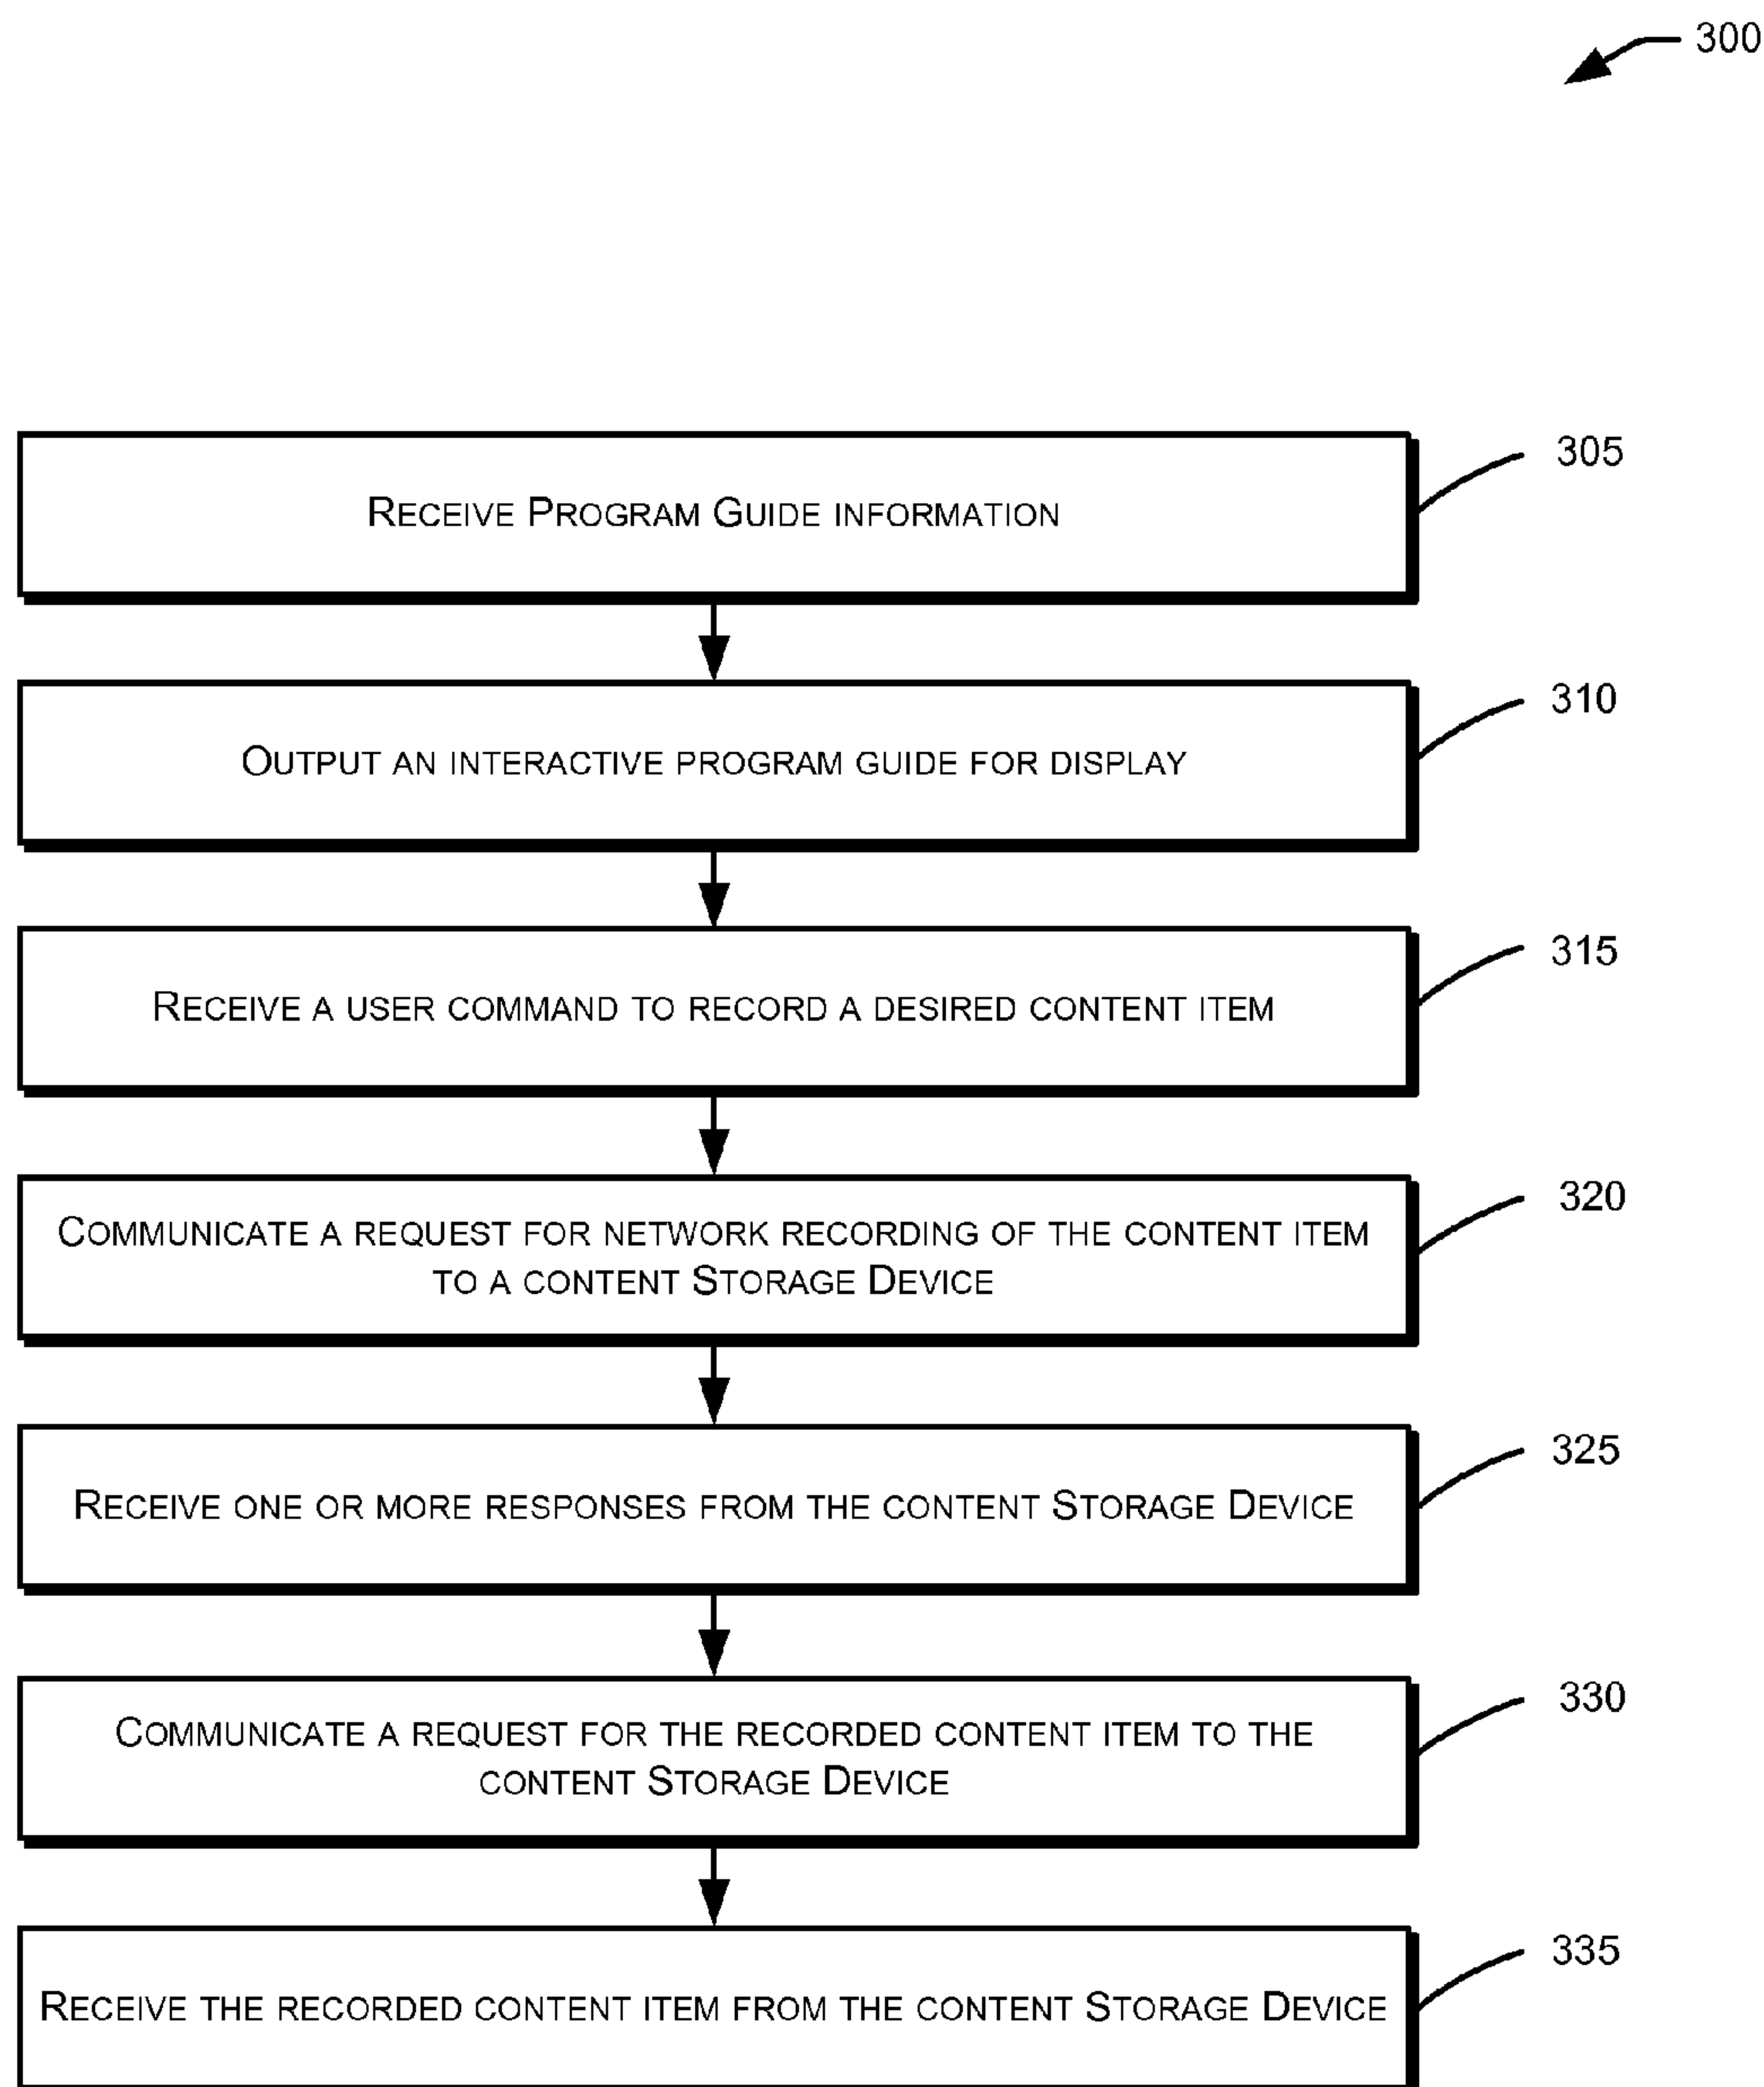 300
RECEIVE PROGRAM GUIDE INFORMATION
305
OUTPUT AN INTERACTIVE PROGRAM GUIDE FOR DISPLAY
310
RECEIVE A USER COMMAND TO RECORD A DESIRED CONTENT ITEM
315
COMMUNICATE A REQUEST FOR NETWORK RECORDING OF THE CONTENT ITEM
TO A CONTENT STORAGE DEVICE
320
RECEIVE ONE OR MORE RESPONSES FROM THE CONTENT STORAGE DEVICE
325
COMMUNICATE A REQUEST FOR THE RECORDED CONTENT ITEM TO THE
CONTENT STORAGE DEVICE
330
RECEIVE THE RECORDED CONTENT ITEM FROM THE CONTENT STORAGE DEVICE
335